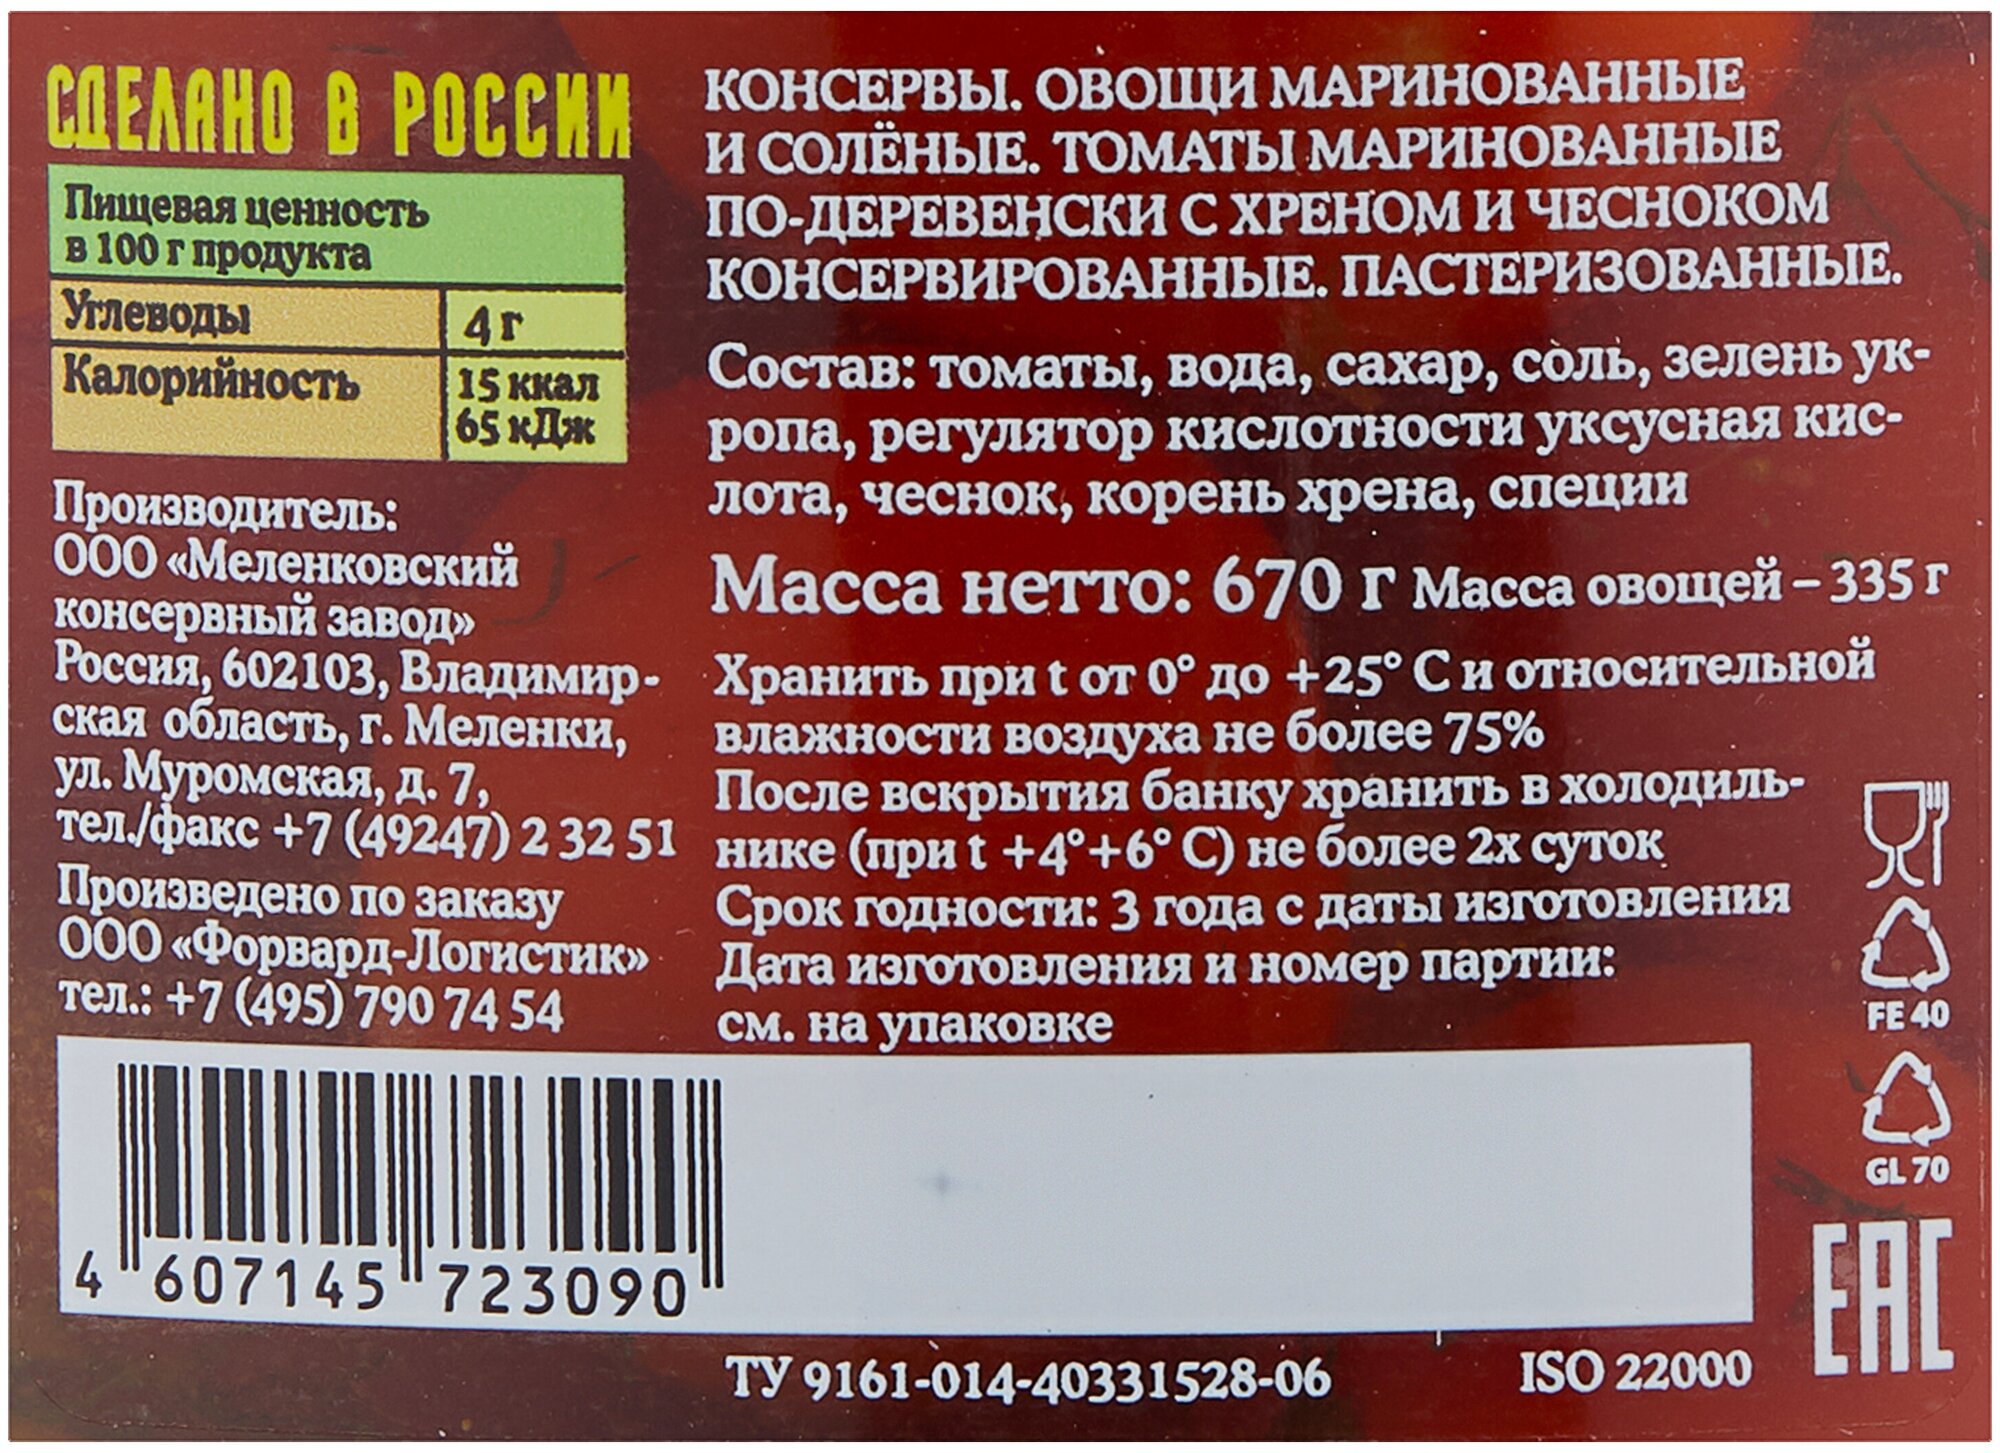 СДЕЛАНО В РОССИИ
Пищевая ценность
в 100 г продукта
Углеводы 4 г
Калорийность 15 ккал
65 кДж
Производитель:
ООО «Меленковский
консервный завод»
Россия, 602103, Владимир-
ская область, г. Меленки,
ул. Муромская, д. 7,
тел./факс +7 (49247) 2 32 51
Произведено по заказу
ООО «Форвард-Логистик»
тел.: +7 (495) 790 74 54
КОНСЕРВЫ. ОВОЩИ МАРИНОВАННЫЕ
И СОЛЁНЫЕ. ТОМАТЫ МАРИНОВАННЫЕ
ПО-ДЕРЕВЕНСКИ С ХРЕНОМ И ЧЕСНОКОМ
КОНСЕРВИРОВАННЫЕ. ПАСТЕРИЗОВАННЫЕ.
Состав: томаты, вода, сахар, соль, зелень ук-
ропа, регулятор кислотности уксусная кис-
лота, чеснок, корень хрена, специи
Масса нетто: 670 г Масса овощей – 335 г
Хранить при t от 0° до +25° С и относительной
влажности воздуха не более 75%
После вскрытия банку хранить в холодиль-
нике (при t +4°+6° С) не более 2х суток
Срок годности: 3 года с даты изготовления
Дата изготовления и номер партии:
см. на упаковке
FE 40
GL 70
EAC
4 607145 723090
ТУ 9161-014-40331528-06
ISO 22000